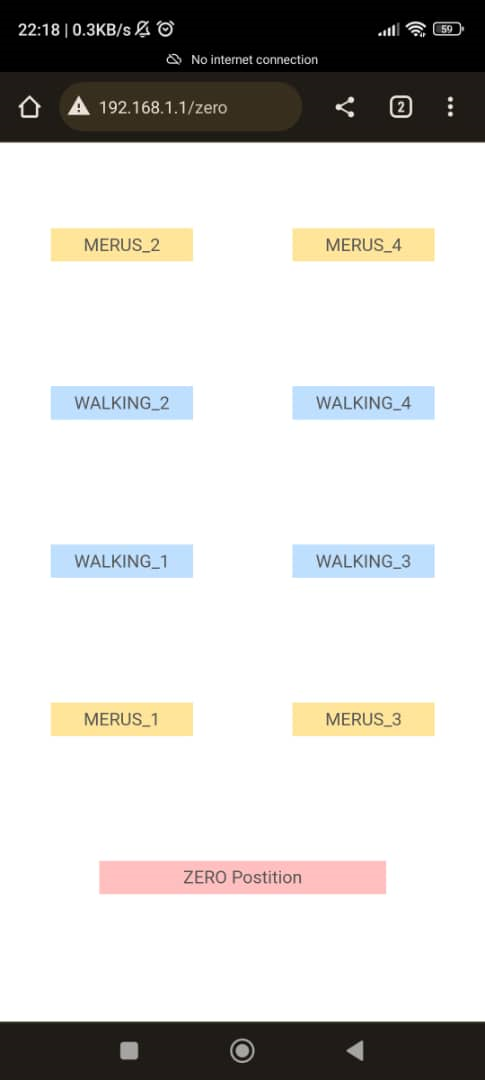 22:18 | 0.3KB/s
59
No internet connection
192.168.1.1/zero
2
MERUS_2
MERUS_4
WALKING_2
WALKING_4
WALKING_1
WALKING_3
MERUS_1
MERUS_3
ZERO Postition